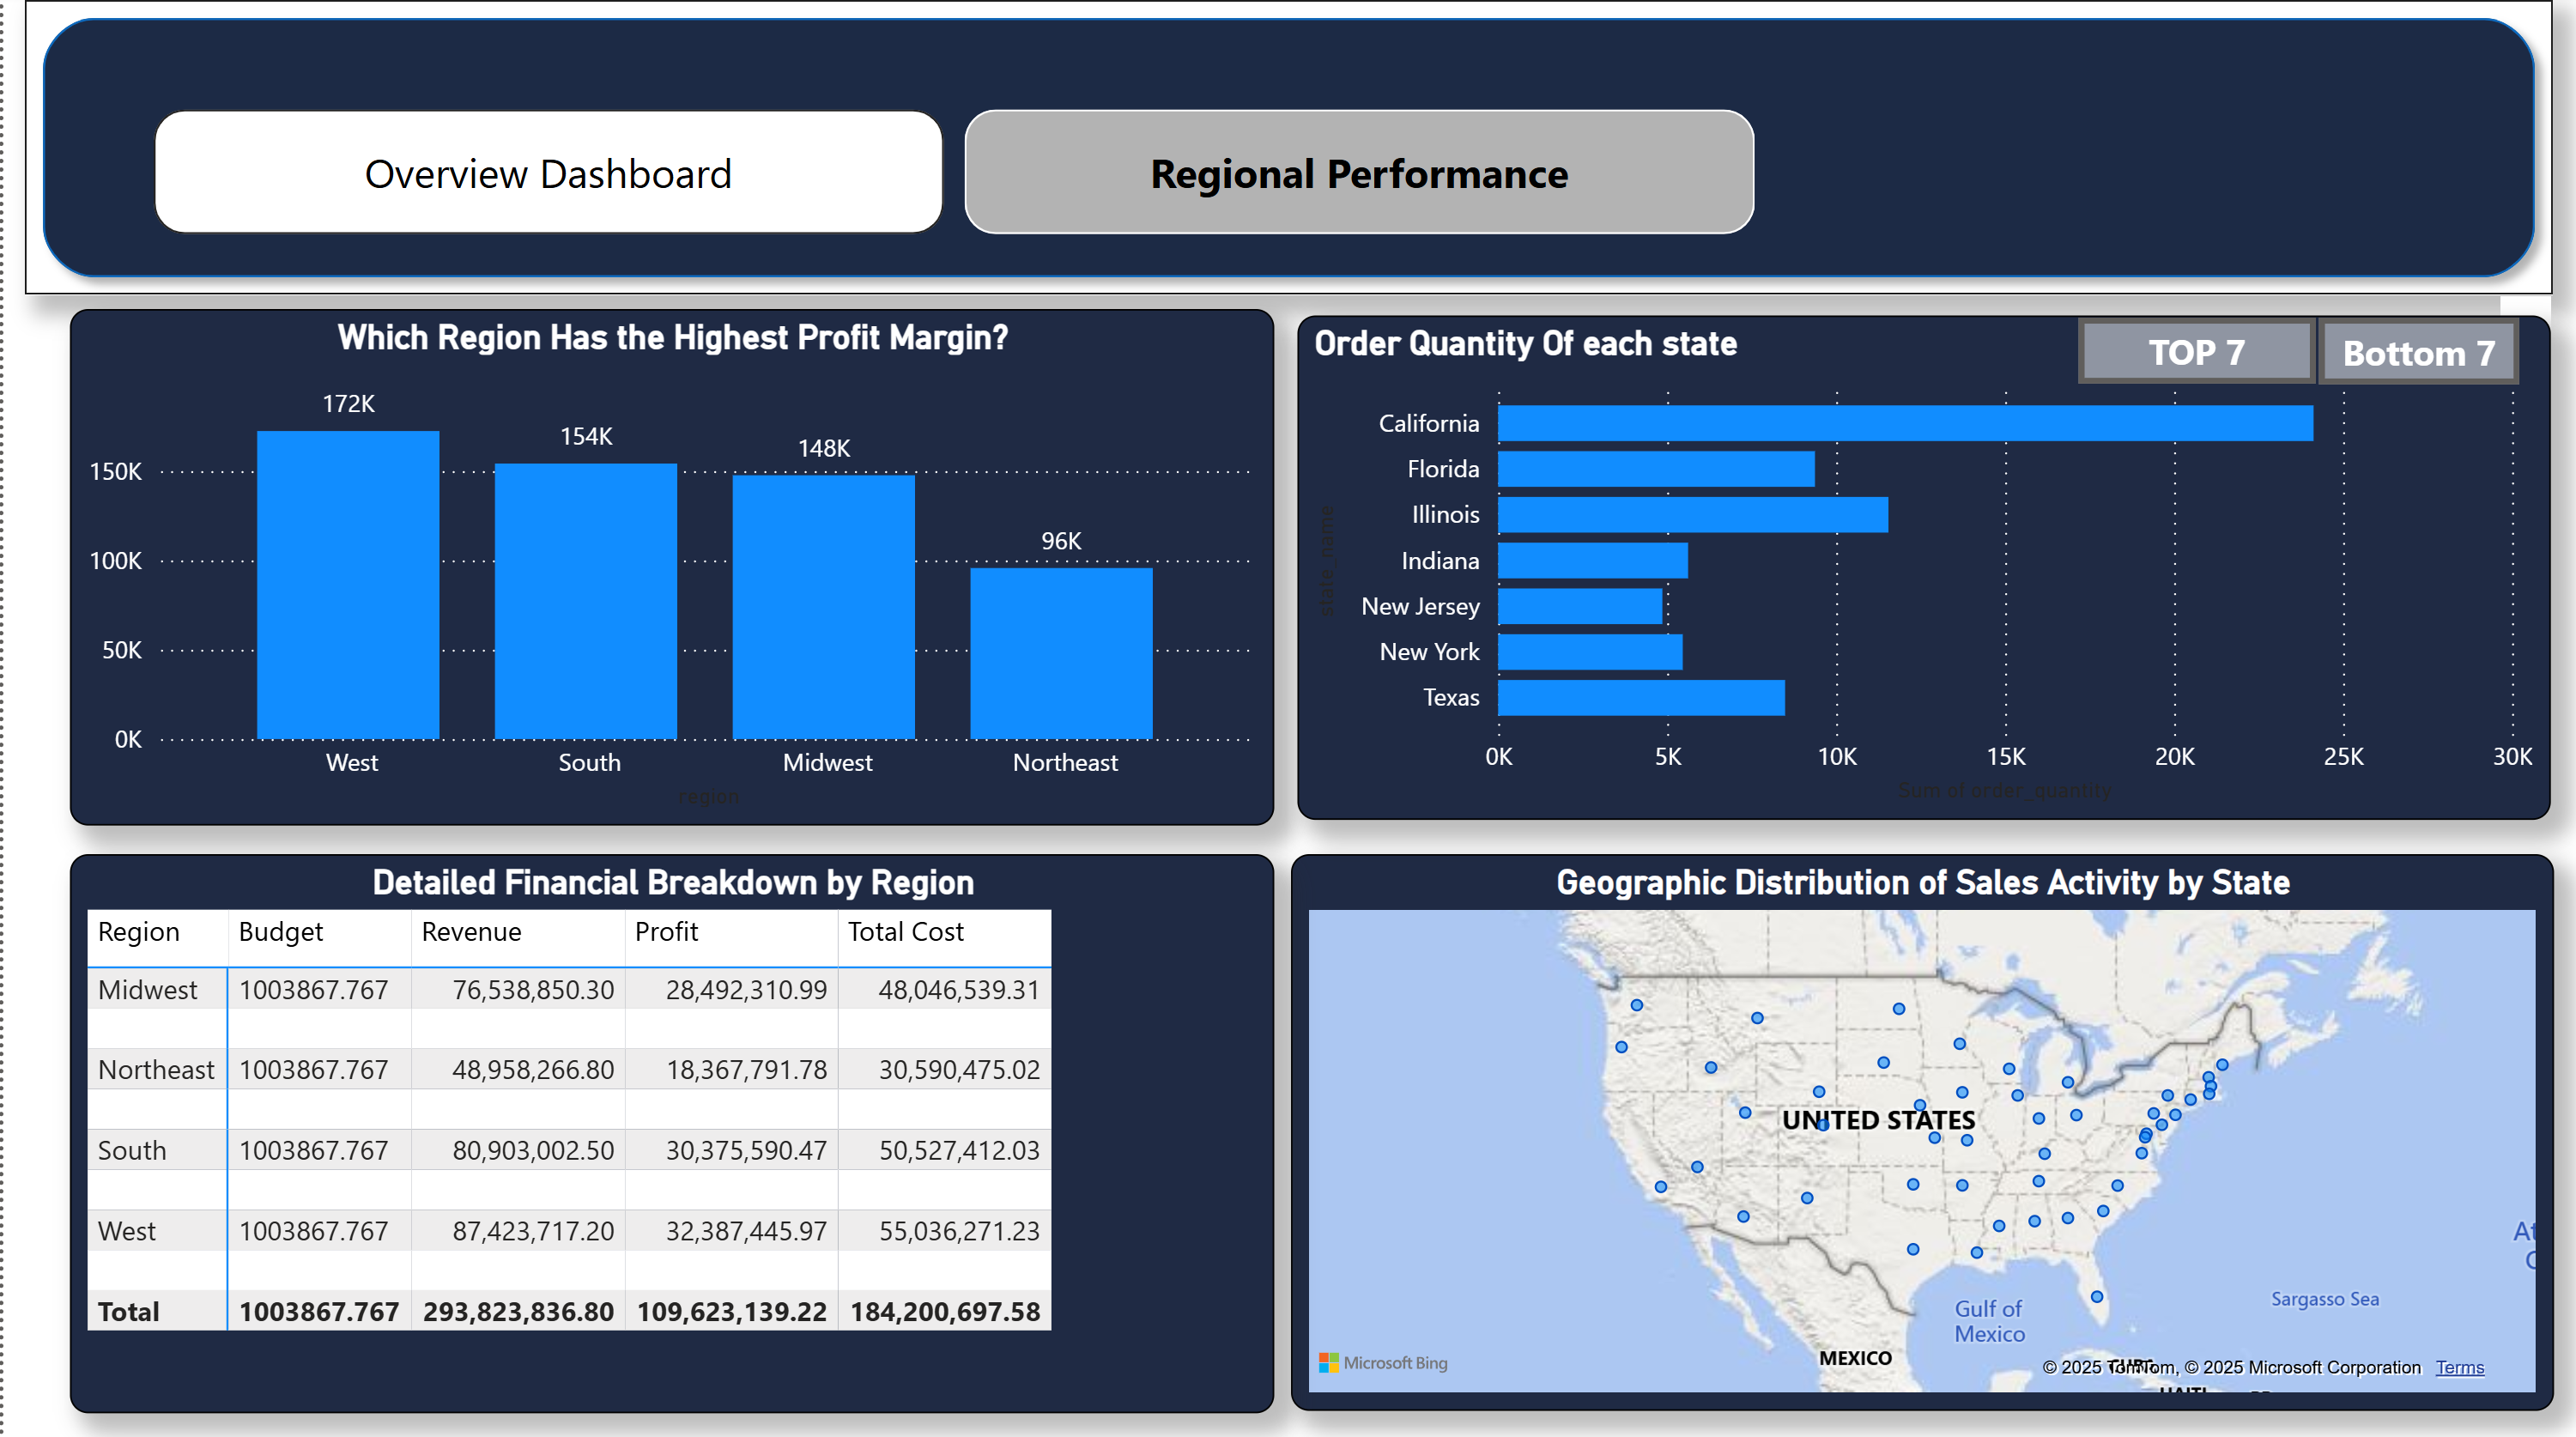 Overview Dashboard
Regional Performance
Which Region Has the Highest Profit Margin?
172K
154K
148K
96K
150K
100K
50K
0K
West South Midwest Northeast
region
Order Quantity Of each state
TOP 7
Bottom 7
state_name
California
Florida
Illinois
Indiana
New Jersey
New York
Texas
0K 5K 10K 15K 20K 25K 30K
Sum of order_quantity
Detailed Financial Breakdown by Region
Region Budget Revenue Profit Total Cost
Midwest 1003867.767 76,538,850.30 28,492,310.99 48,046,539.31
Northeast 1003867.767 48,958,266.80 18,367,791.78 30,590,475.02
South 1003867.767 80,903,002.50 30,375,590.47 50,527,412.03
West 1003867.767 87,423,717.20 32,387,445.97 55,036,271.23
Total 1003867.767 293,823,836.80 109,623,139.22 184,200,697.58
Geographic Distribution of Sales Activity by State
UNITED STATES
At
Gulf of
Mexico
Sargasso Sea
MEXICO
Microsoft Bing
© 2025 TomTom, © 2025 Microsoft Corporation Terms